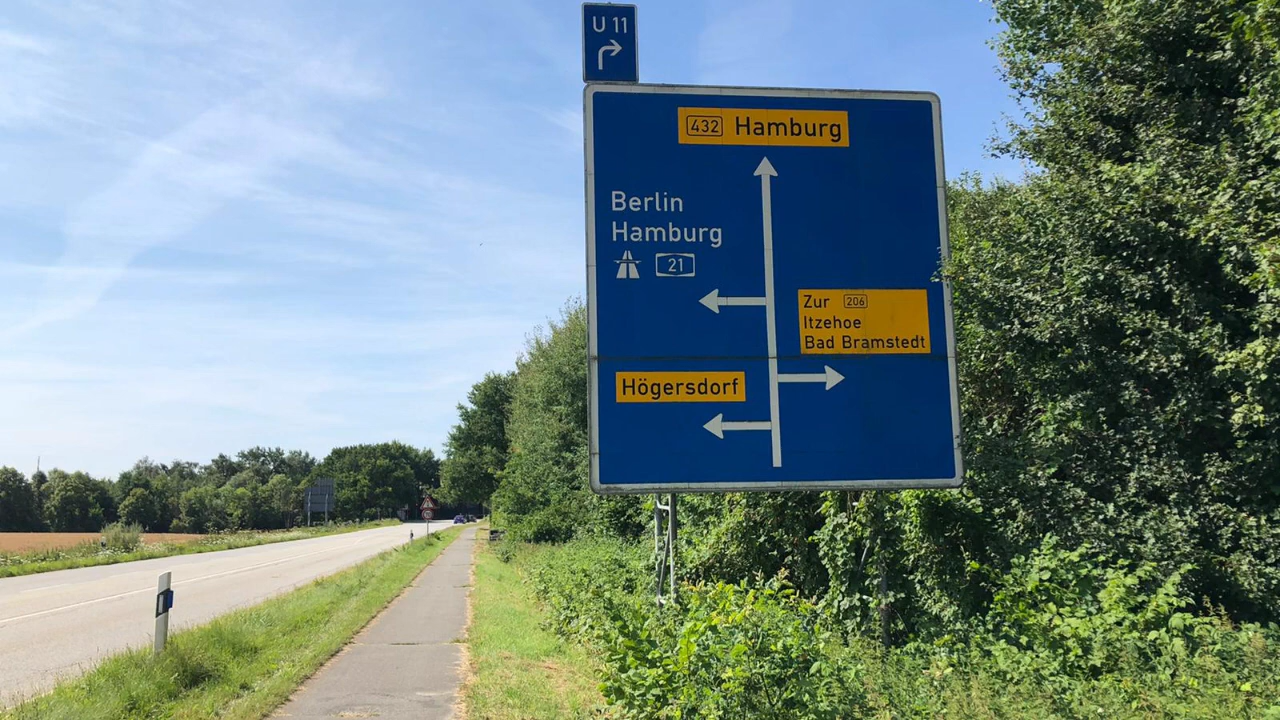 U 11
432 Hamburg
Berlin
Hamburg
21
Zur 206
Itzehoe
Bad Bramstedt
Högersdorf